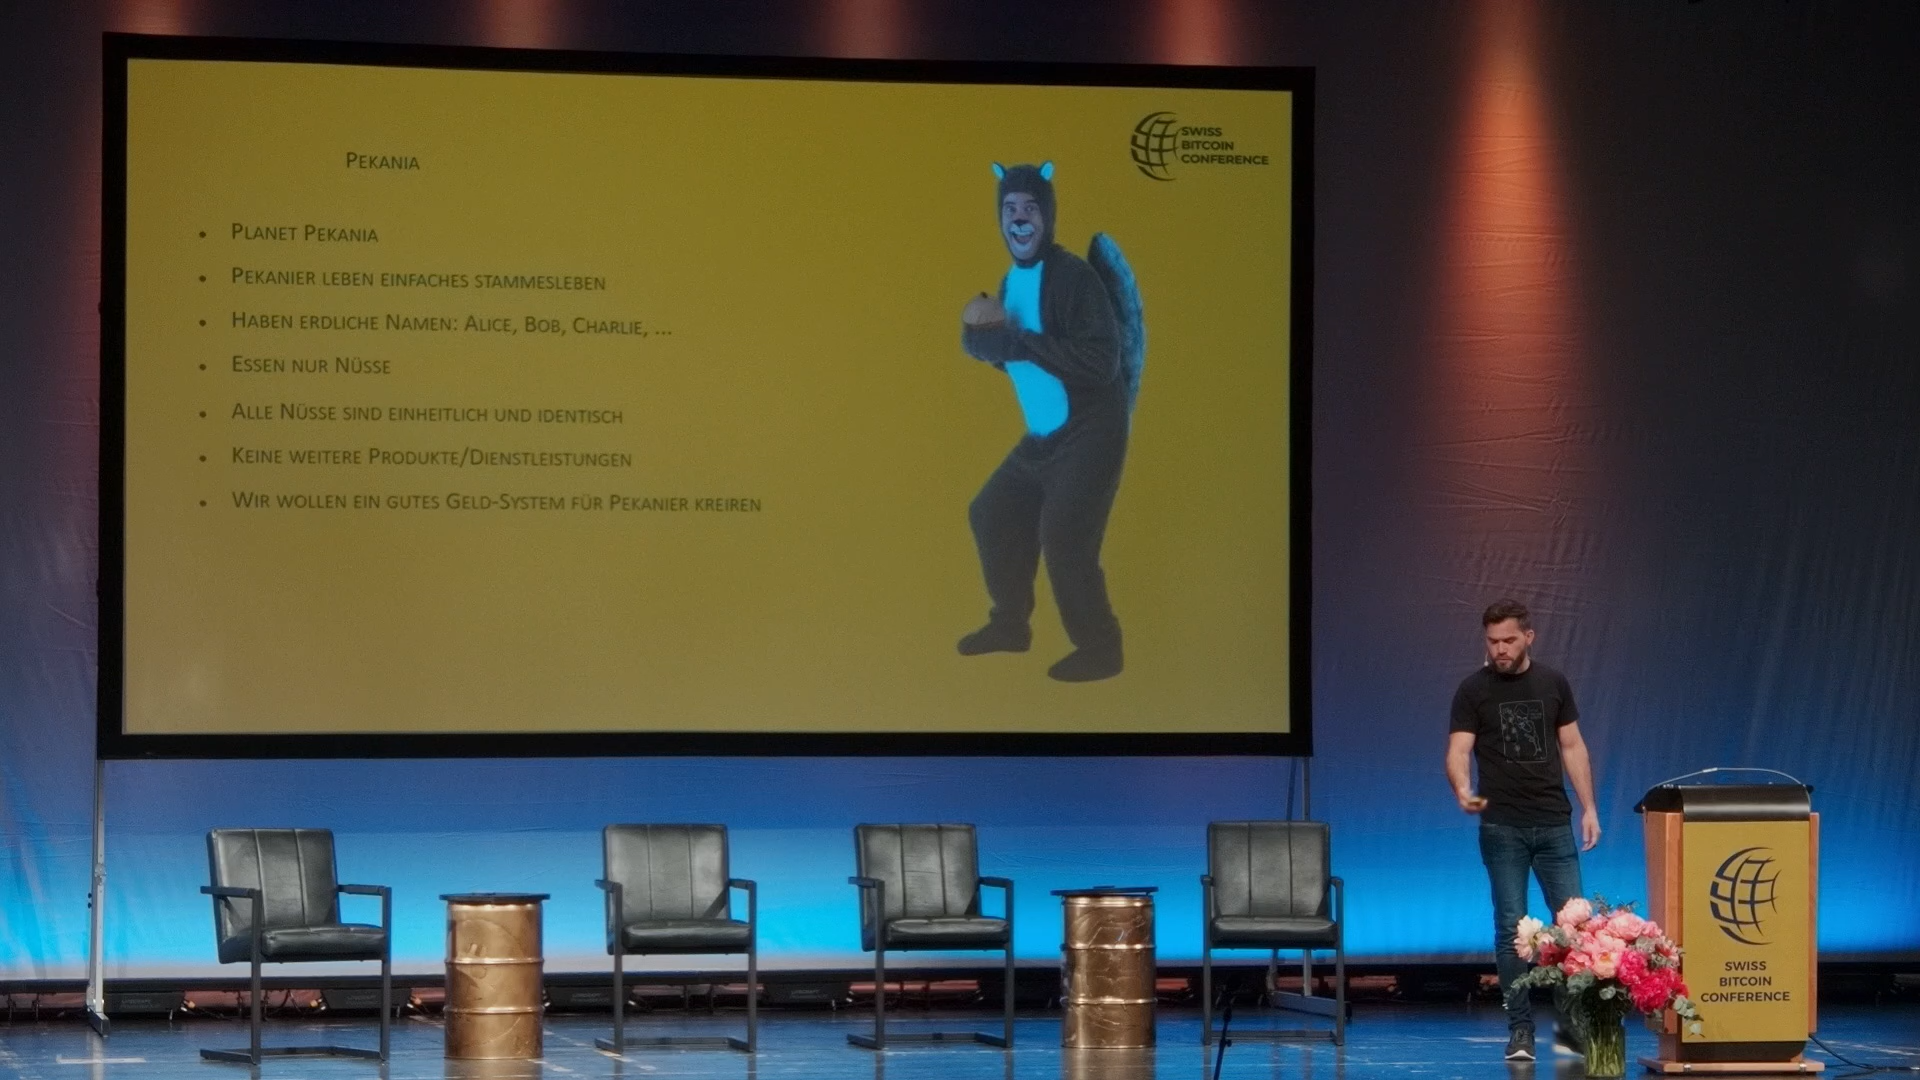 PEKANIA
SWISS
BITCOIN
CONFERENCE
• PLANET PEKANIA
• PEKANIER LEBEN EINFACHES STAMMESLEBEN
• HABEN ERDLICHE NAMEN: ALICE, BOB, CHARLIE, ...
• ESSEN NUR NÜSSE
• ALLE NÜSSE SIND EINHEITLICH UND IDENTISCH
• KEINE WEITERE PRODUKTE/DIENSTLEISTUNGEN
• WIR WOLLEN EIN GUTES GELD-SYSTEM FÜR PEKANIER KREIREN
SWISS
BITCOIN
CONFERENCE